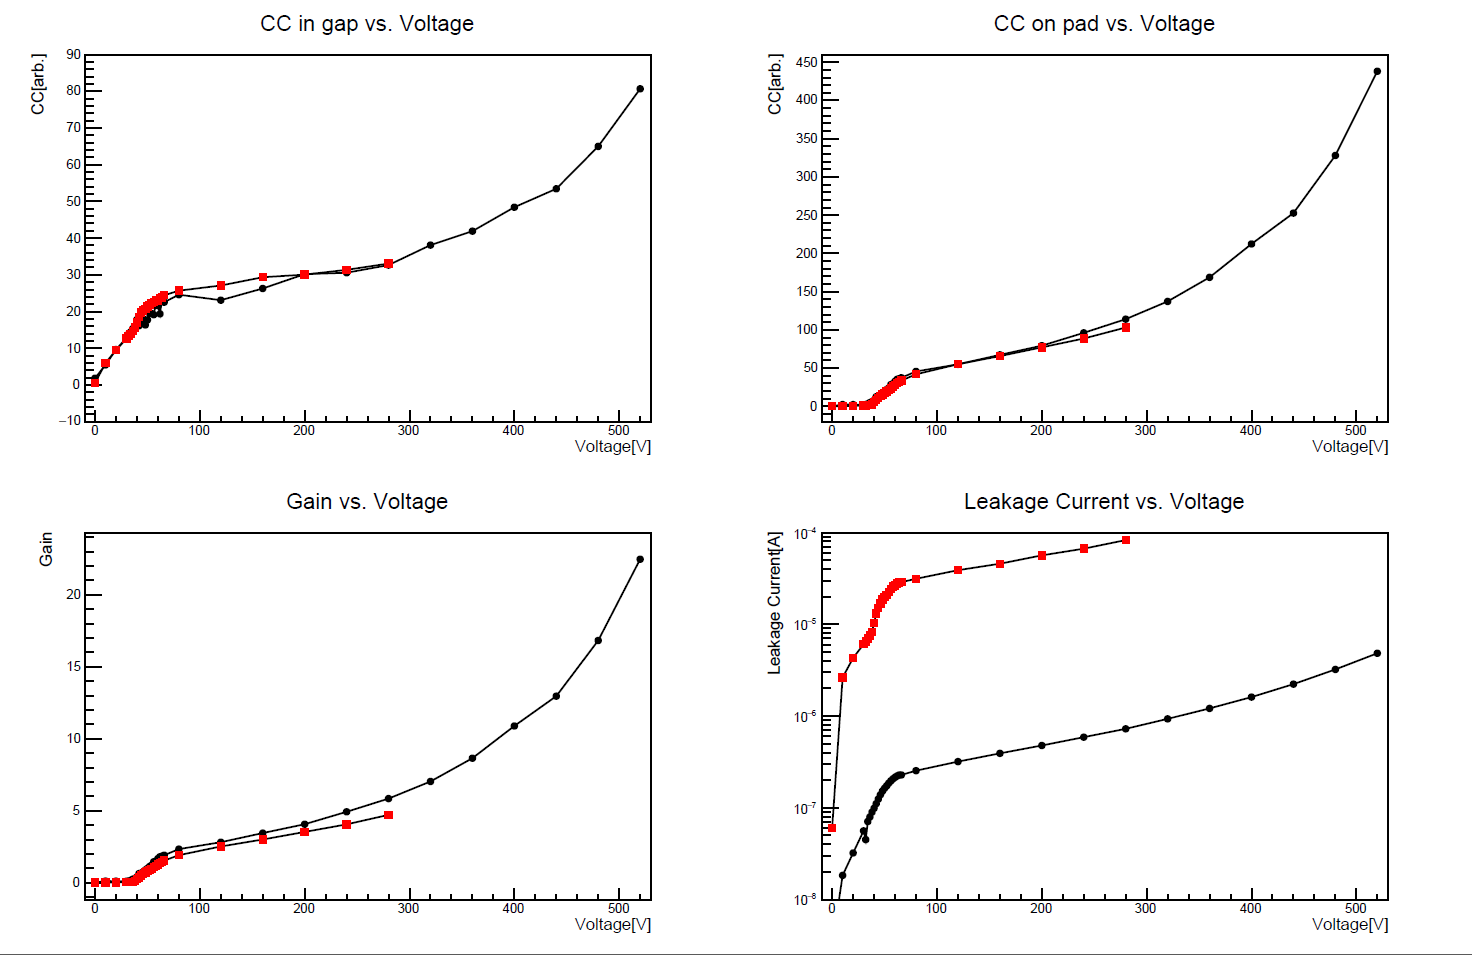 CC in gap vs. Voltage
CC[arb.]
90
80
70
60
50
40
30
20
10
0
−10
0 100 200 300 400 500
Voltage[V]
CC on pad vs. Voltage
CC[arb.]
450
400
350
300
250
200
150
100
50
0
0 100 200 300 400 500
Voltage[V]
Gain vs. Voltage
Gain
20
15
10
5
0
0 100 200 300 400 500
Voltage[V]
Leakage Current vs. Voltage
Leakage Current[A]
10⁻⁴
10⁻⁵
10⁻⁶
10⁻⁷
10⁻⁸
0 100 200 300 400 500
Voltage[V]